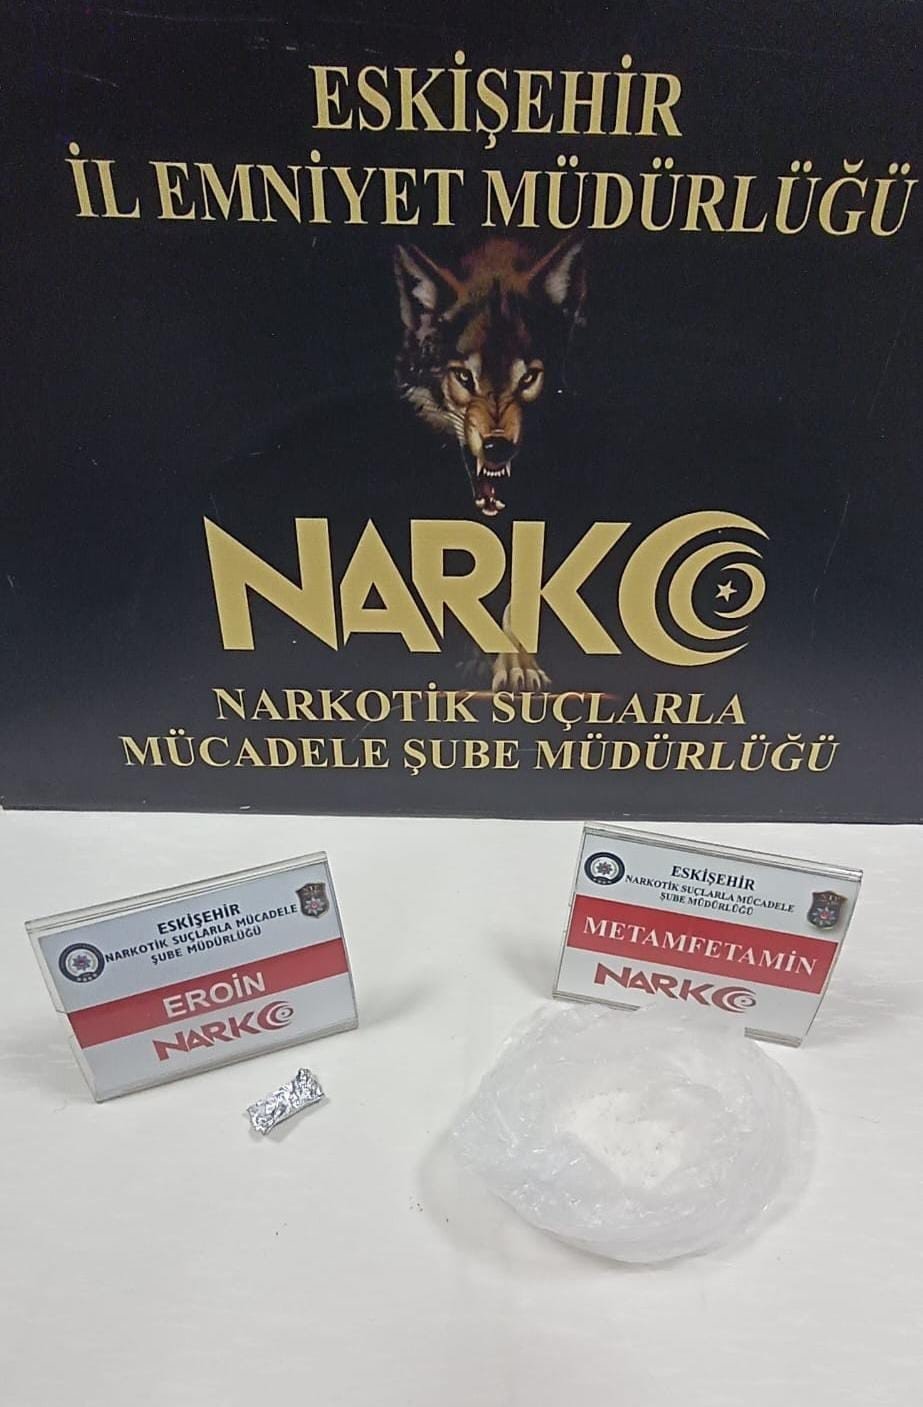 ESKİŞEHİR
İL EMNİYET MÜDÜRLÜĞÜ
NARKO
NARKOTİK SUÇLARLA
MÜCADELE ŞUBE MÜDÜRLÜĞÜ
ESKİŞEHİR
NARKOTİK SUÇLARLA MÜCADELE
ŞUBE MÜDÜRLÜĞÜ
EROİN
NARKO
ESKİŞEHİR
NARKOTİK SUÇLARLA MÜCADELE
ŞUBE MÜDÜRLÜĞÜ
METAMFETAMİN
NARKO